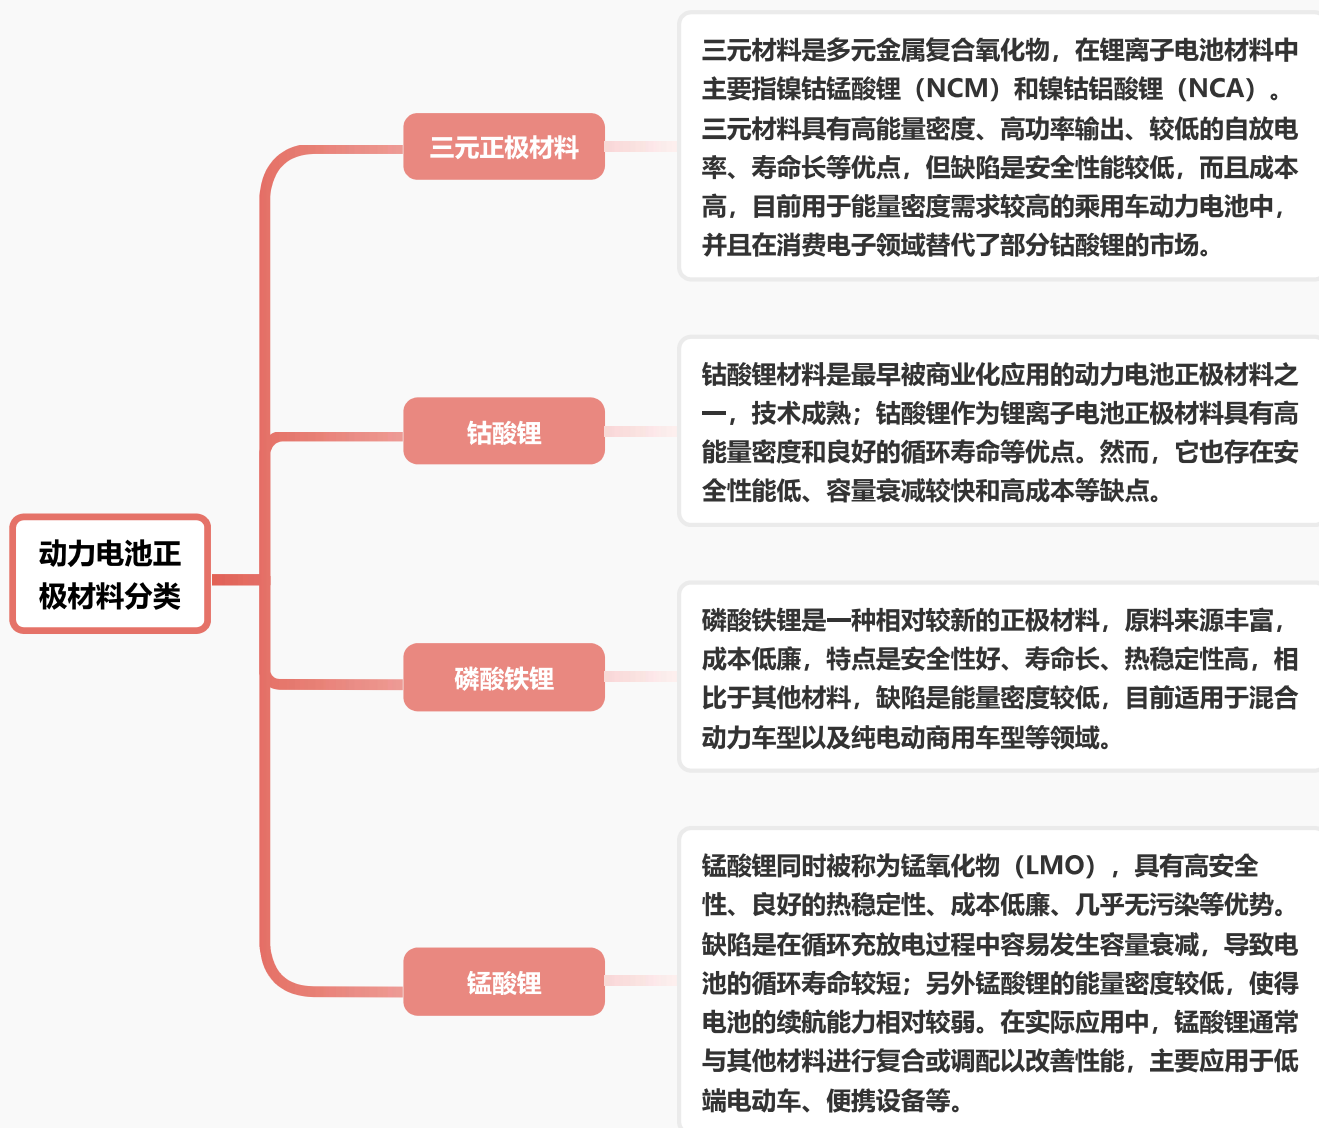 动力电池正
极材料分类
三元正极材料
三元材料是多元金属复合氧化物，在锂离子电池材料中
主要指镍钴锰酸锂（NCM）和镍钴铝酸锂（NCA）。
三元材料具有高能量密度、高功率输出、较低的自放电
率、寿命长等优点，但缺陷是安全性能较低，而且成本
高，目前用于能量密度需求较高的乘用车动力电池中，
并且在消费电子领域替代了部分钴酸锂的市场。
钴酸锂
钴酸锂材料是最早被商业化应用的动力电池正极材料之
一，技术成熟；钴酸锂作为锂离子电池正极材料具有高
能量密度和良好的循环寿命等优点。然而，它也存在安
全性能低、容量衰减较快和高成本等缺点。
磷酸铁锂
磷酸铁锂是一种相对较新的正极材料，原料来源丰富，
成本低廉，特点是安全性好、寿命长、热稳定性高，相
比于其他材料，缺陷是能量密度较低，目前适用于混合
动力车型以及纯电动商用车型等领域。
锰酸锂
锰酸锂同时被称为锰氧化物（LMO），具有高安全
性、良好的热稳定性、成本低廉、几乎无污染等优势。
缺陷是在循环充放电过程中容易发生容量衰减，导致电
池的循环寿命较短；另外锰酸锂的能量密度较低，使得
电池的续航能力相对较弱。在实际应用中，锰酸锂通常
与其他材料进行复合或调配以改善性能，主要应用于低
端电动车、便携设备等。